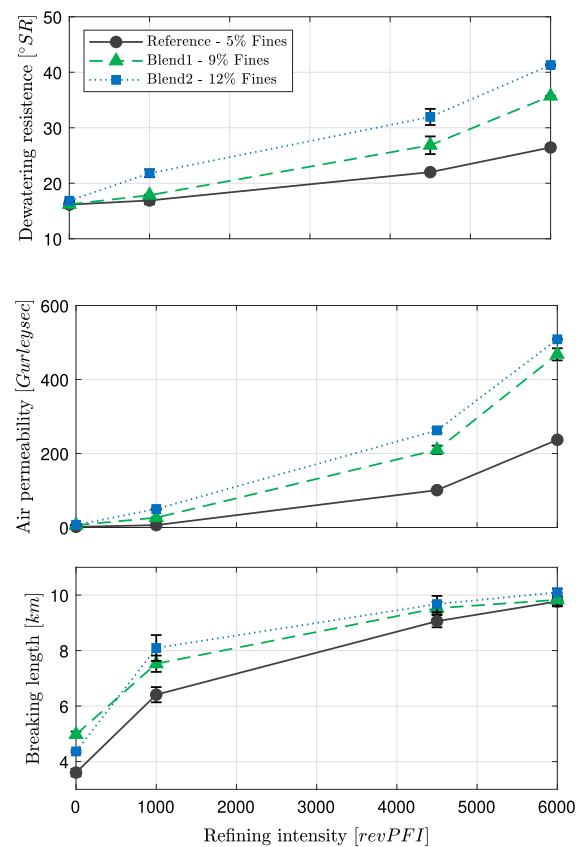 50
40
30
20
10
Dewatering resistence [°SR]
Reference - 5% Fines
Blend1 - 9% Fines
Blend2 - 12% Fines
600
400
200
0
Air permeability [Gurleysec]
10
8
6
4
Breaking length [km]
0 1000 2000 3000 4000 5000 6000
Refining intensity [revPFI]